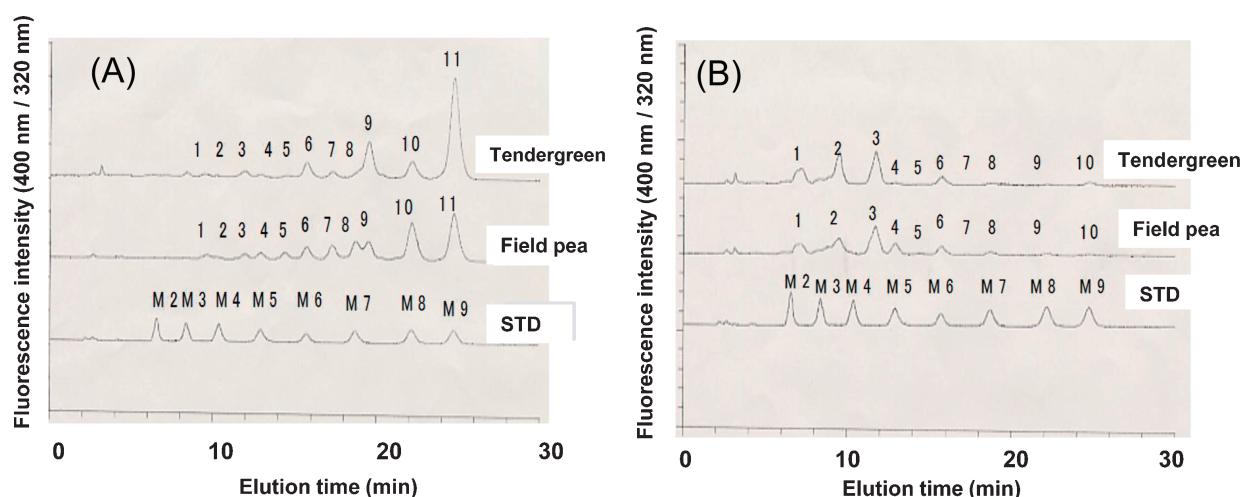 (A)
Fluorescence intensity (400 nm / 320 nm)
11
9
1 2 3 4 5 6 7 8 10
Tendergreen
1 2 3 4 5 6 7 8 9 10 11
Field pea
M 2 M 3 M 4 M 5 M 6 M 7 M 8 M 9
STD
0 10 20 30
Elution time (min)
(B)
Fluorescence intensity (400 nm / 320 nm)
1 2 3 4 5 6 7 8 9 10
Tendergreen
1 2 3 4 5 6 7 8 9 10
Field pea
M 2 M 3 M 4 M 5 M 6 M 7 M 8 M 9
STD
0 10 20 30
Elution time (min)